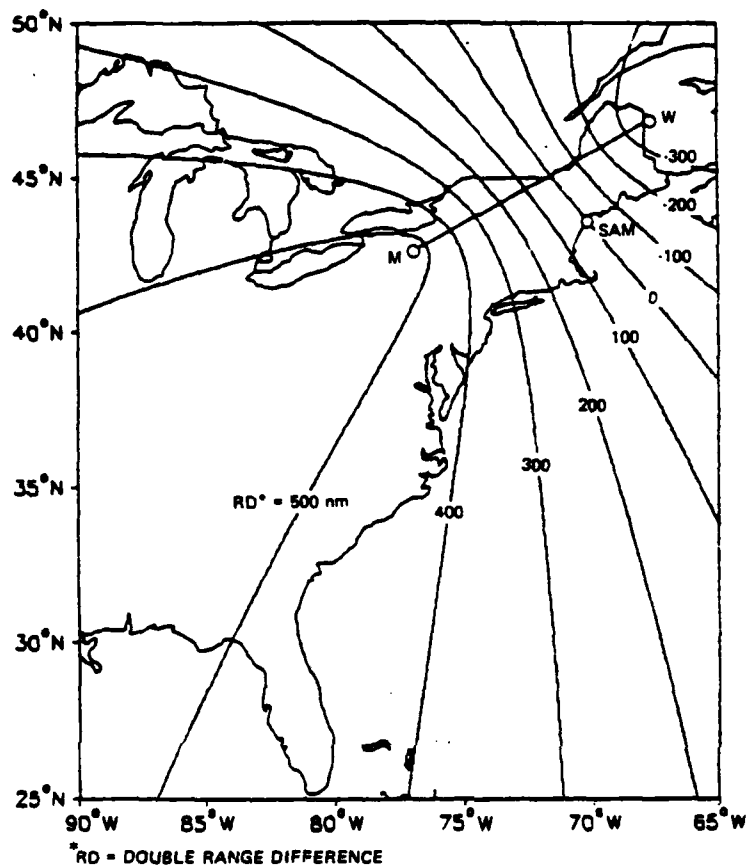 50°N
W
-300
45°N
-200
SAM
-100
M
0
40°N
100
200
300
35°N
RD* = 500 nm
400
30°N
25°N
90°W 85°W 80°W 75°W 70°W 65°W
*RD = DOUBLE RANGE DIFFERENCE